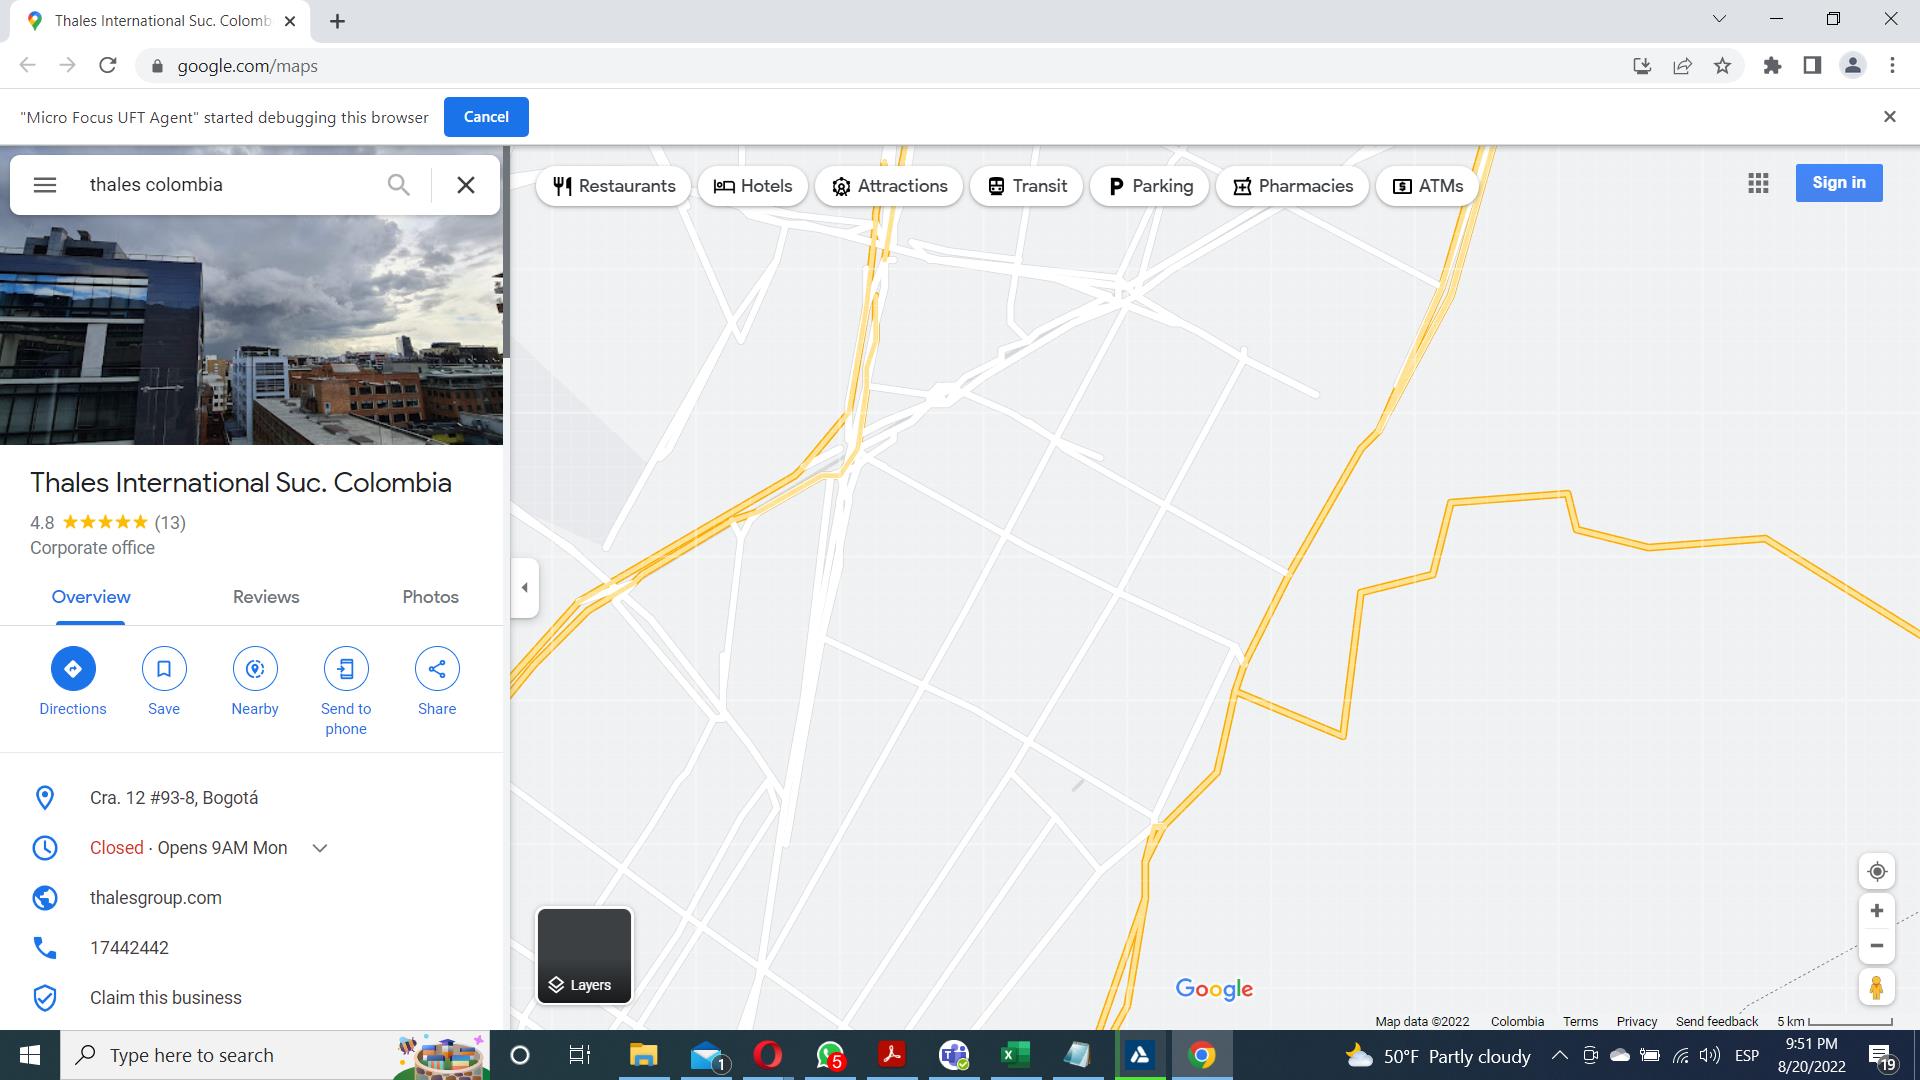 Thales International Suc. Colomb
google.com/maps
"Micro Focus UFT Agent" started debugging this browser
Cancel
thales colombia
Restaurants
Hotels
Attractions
Transit
Parking
Pharmacies
ATMs
Sign in
Thales International Suc. Colombia
4.8 (13)
Corporate office
Overview
Reviews
Photos
Directions
Save
Nearby
Send to
phone
Share
Cra. 12 #93-8, Bogotá
Closed · Opens 9AM Mon
thalesgroup.com
17442442
Claim this business
Layers
Google
Map data ©2022
Colombia
Terms
Privacy
Send feedback
5 km
Type here to search
1
5
50°F Partly cloudy
ESP
9:51 PM
8/20/2022
19